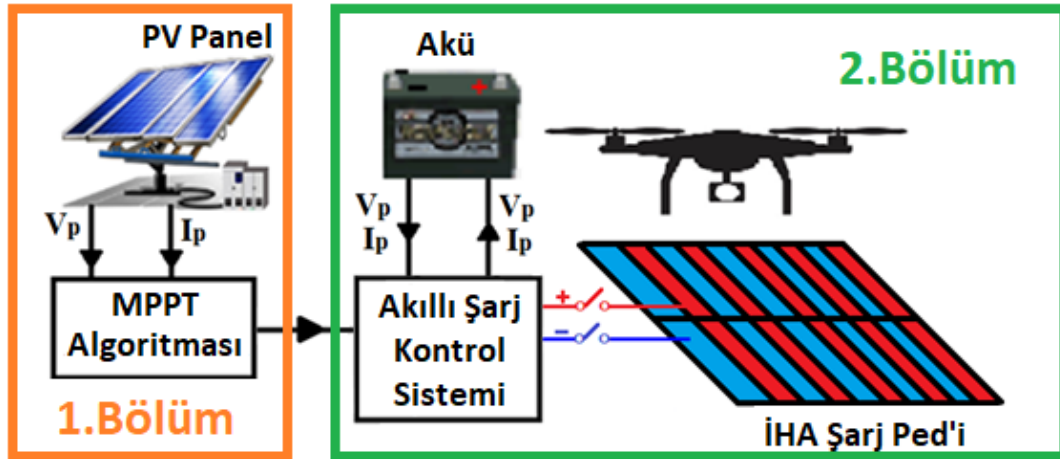 PV Panel
Vp
Ip
MPPT
Algoritması
1.Bölüm
Akü
+
2.Bölüm
Vp
Ip
Vp
Ip
Akıllı Şarj
Kontrol
Sistemi
+
-
İHA Şarj Ped'i